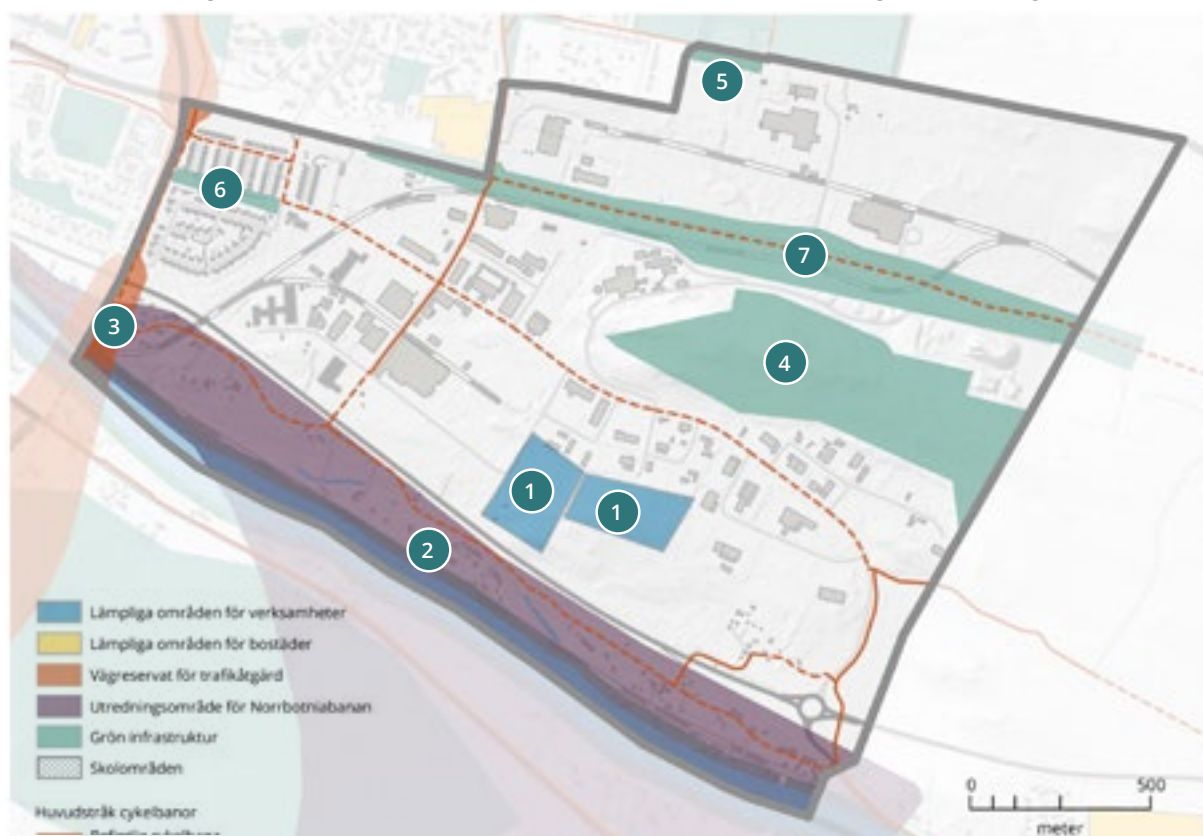 5
6
7
3
4
1
1
2
Lämpliga områden för verksamheter
Lämpliga områden för bostäder
Vägreservat för trafikåtgärd
Utredningsområde för Norrbotniabanan
Grön infrastruktur
Skolområden
Huvudstråk cykelbanor
0 500
meter